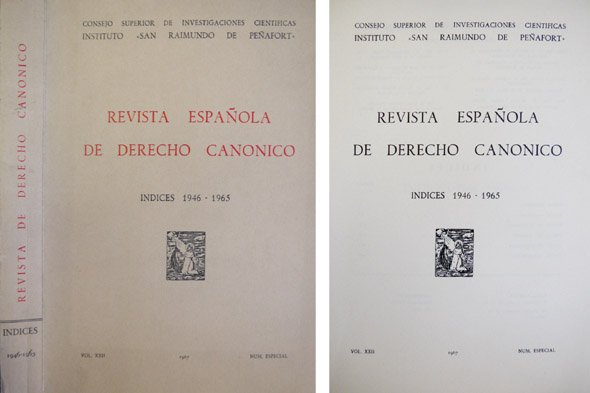 REVISTA DE DERECHO CANONICO
INDICES
1946-1965
CONSEJO SUPERIOR DE INVESTIGACIONES CIENTIFICAS
INSTITUTO «SAN RAIMUNDO DE PEÑAFORT»
REVISTA ESPAÑOLA
DE DERECHO CANONICO
INDICES 1946 - 1965
VOL. XXII 1967 NUM. ESPECIAL
CONSEJO SUPERIOR DE INVESTIGACIONES CIENTIFICAS
INSTITUTO «SAN RAIMUNDO DE PEÑAFORT»
REVISTA ESPAÑOLA
DE DERECHO CANONICO
INDICES 1946 - 1965
VOL. XXII 1967 NUM. ESPECIAL